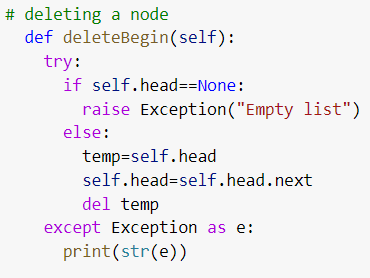 # deleting a node
  def deleteBegin(self):
    try:
      if self.head==None:
        raise Exception("Empty list")
      else:
        temp=self.head
        self.head=self.head.next
        del temp
    except Exception as e:
      print(str(e))